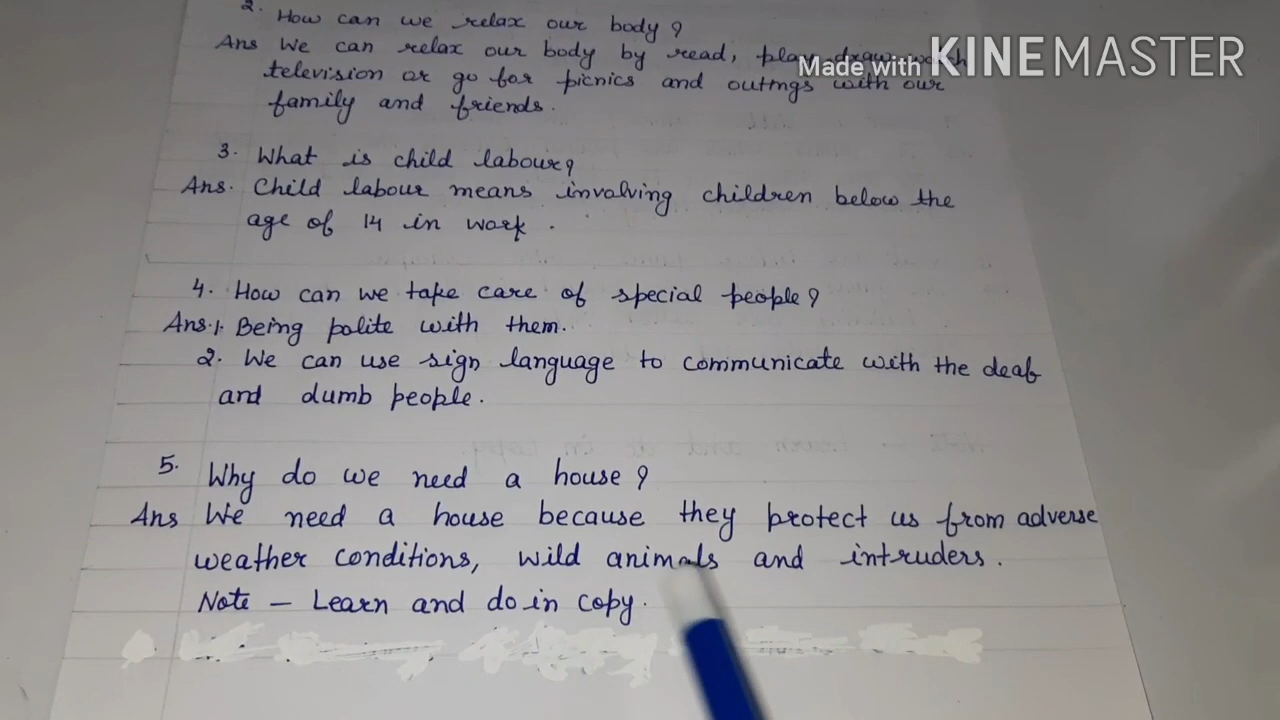 2. How can we relax our body?
Ans We can relax our body by read, play draw
Made with KINEMASTER
television or go for picnics and outings with our
family and friends.
3. What is child labour?
Ans. Child labour means involving children below the
age of 14 in work.
4. How can we take care of special people?
Ans.1. Being polite with them.
2. We can use sign language to communicate with the deaf
and dumb people.
5. Why do we need a house?
Ans We need a house because they protect us from adverse
weather conditions, wild animals and intruders.
Note - Learn and do in copy.